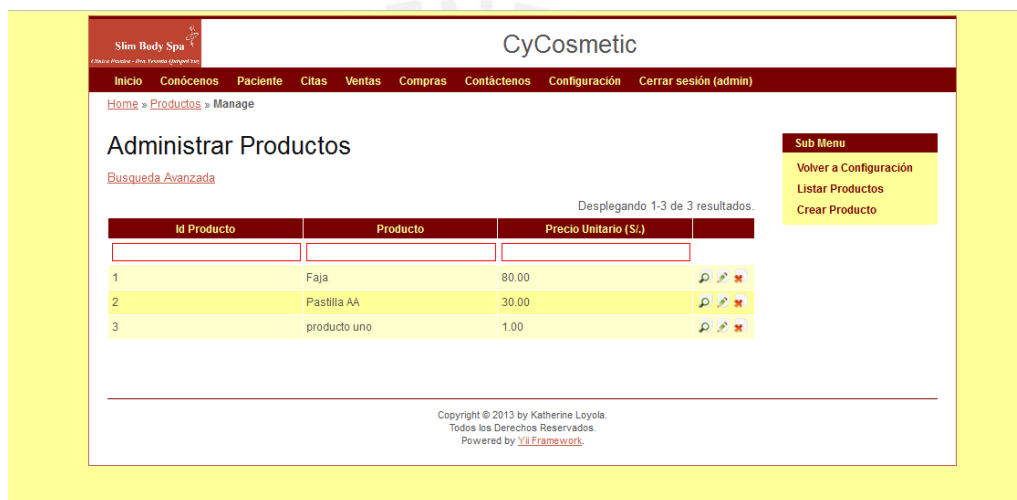 Slim Body Spa
CyCosmetic
Inicio Conócenos Paciente Citas Ventas Compras Contáctenos Configuración Cerrar sesión (admin)
Home » Productos » Manage
Administrar Productos
Busqueda Avanzada
Desplegando 1-3 de 3 resultados.
Id Producto Producto Precio Unitario (S/.)
1 Faja 80.00
2 Pastilla AA 30.00
3 producto uno 1.00
Sub Menu
Volver a Configuración
Listar Productos
Crear Producto
Copyright © 2013 by Katherine Loyola.
Todos los Derechos Reservados.
Powered by Yii Framework.